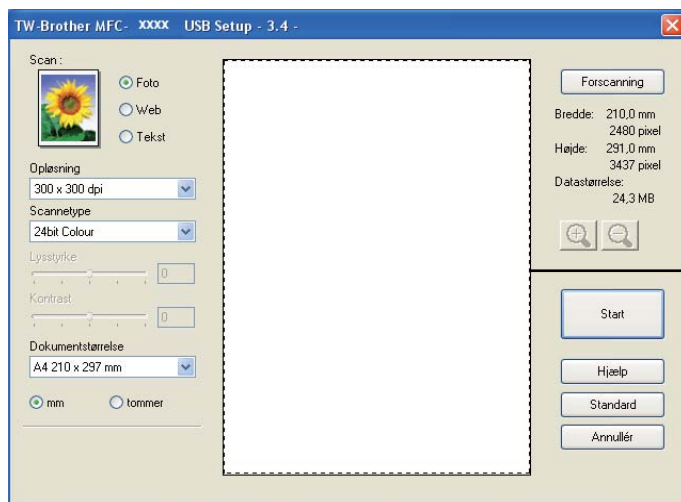 TW-Brother MFC- XXXX USB Setup - 3.4 -
Scan :
Foto
Web
Tekst
Opløsning
300 x 300 dpi
Scannetype
24bit Colour
Lysstyrke
0
Kontrast
0
Dokumentstørrelse
A4 210 x 297 mm
mm
tommer
Forscanning
Bredde: 210,0 mm
2480 pixel
Højde: 291,0 mm
3437 pixel
Datastørrelse:
24,3 MB
Start
Hjælp
Standard
Annullér